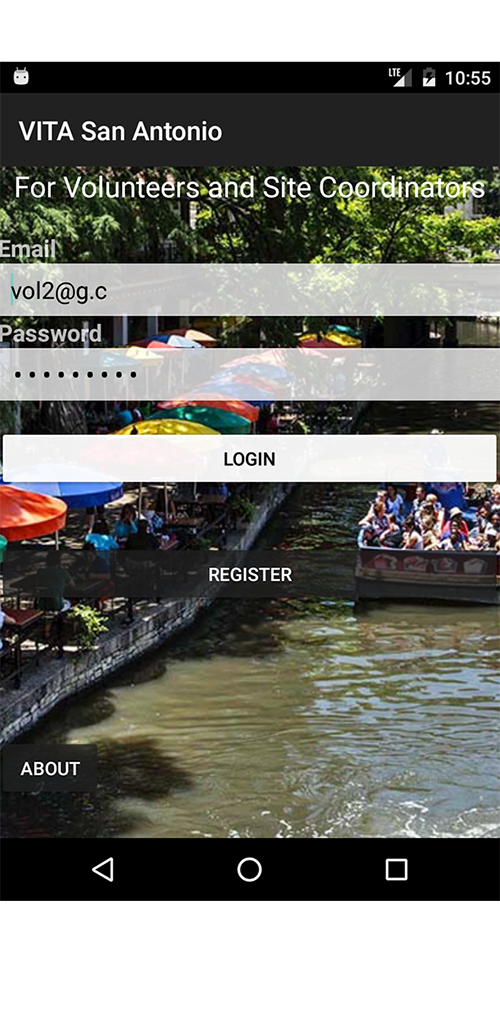 LTE 10:55
VITA San Antonio
For Volunteers and Site Coordinators
Email
vol2@g.c
Password
•••••••••
LOGIN
REGISTER
ABOUT